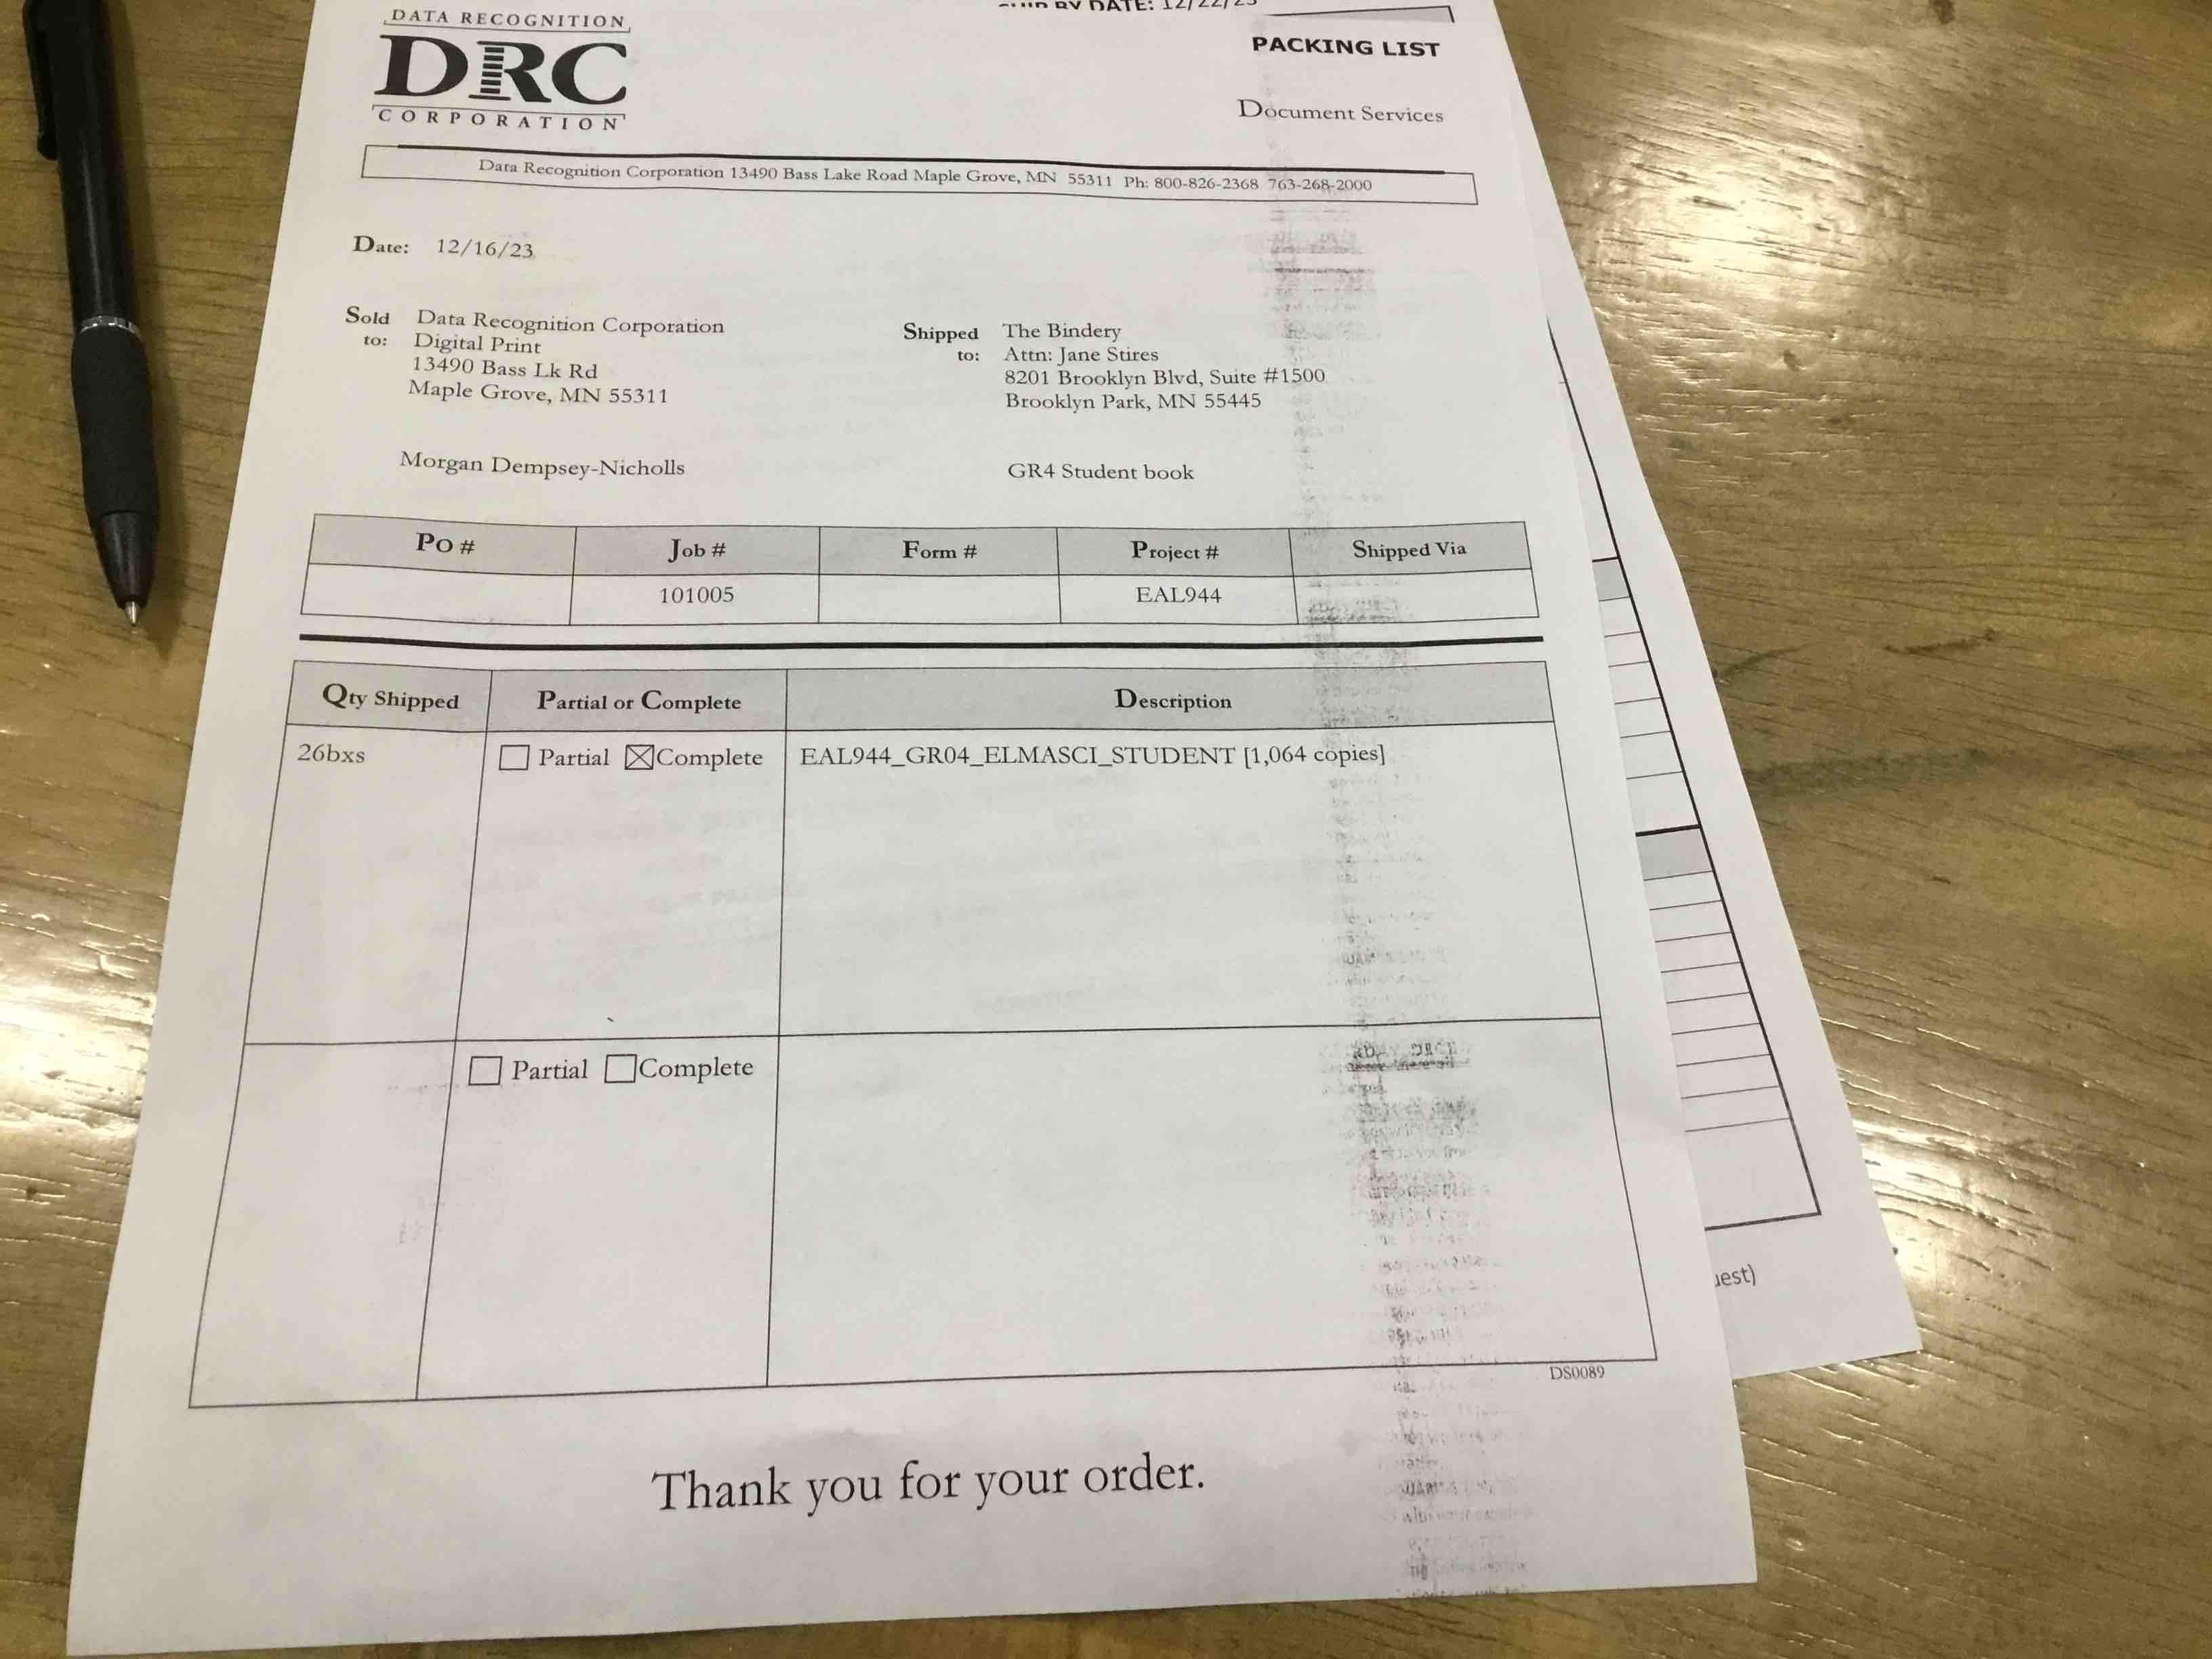 BY DATE: 12/22/23
DATA RECOGNITION
DRC
CORPORATION
PACKING LIST
Document Services
Data Recognition Corporation 13490 Bass Lake Road Maple Grove, MN 55311 Ph: 800-826-2368 763-268-2000
Date: 12/16/23
Sold to: Data Recognition Corporation
Digital Print
13490 Bass Lk Rd
Maple Grove, MN 55311
Shipped to: The Bindery
Attn: Jane Stires
8201 Brooklyn Blvd, Suite #1500
Brooklyn Park, MN 55445
Morgan Dempsey-Nicholls
GR4 Student book
PO # Job # Form # Project # Shipped Via
101005 EAL944
Qty Shipped Partial or Complete Description
26bxs Partial Complete EAL944_GR04_ELMASCI_STUDENT [1,064 copies]
Partial Complete
DS0089
Thank you for your order.